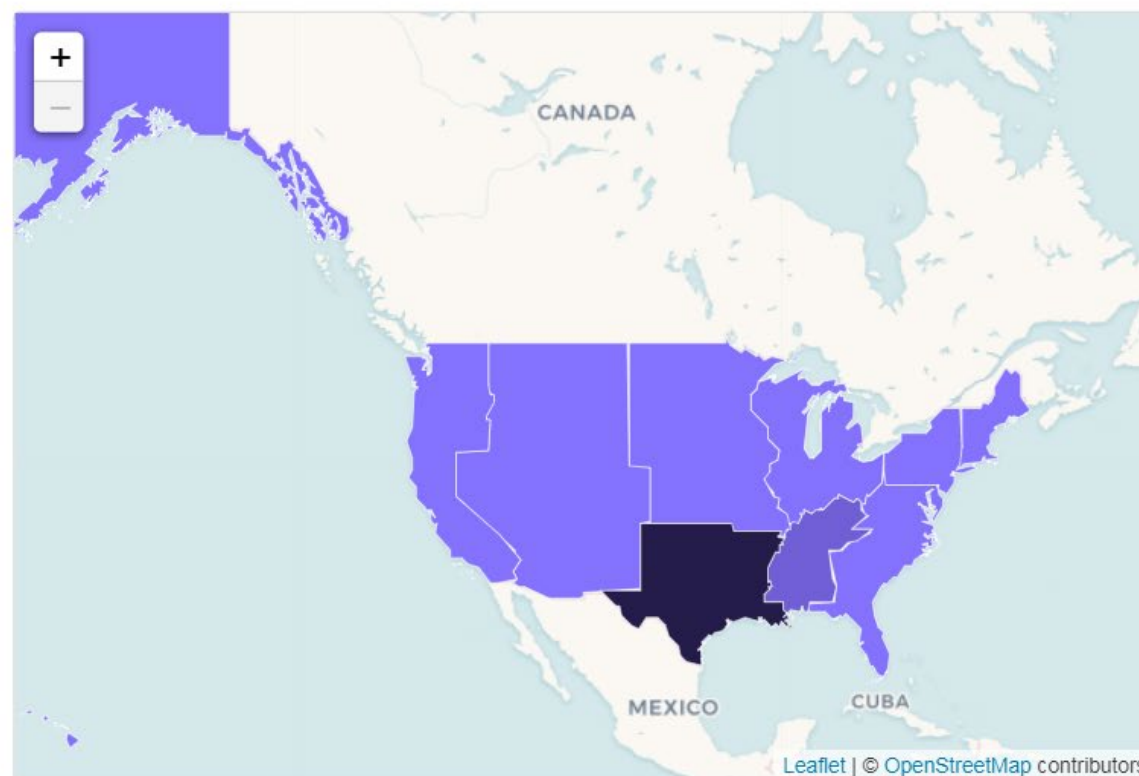 +
−
CANADA
MEXICO
CUBA
Leaflet | © OpenStreetMap contributors